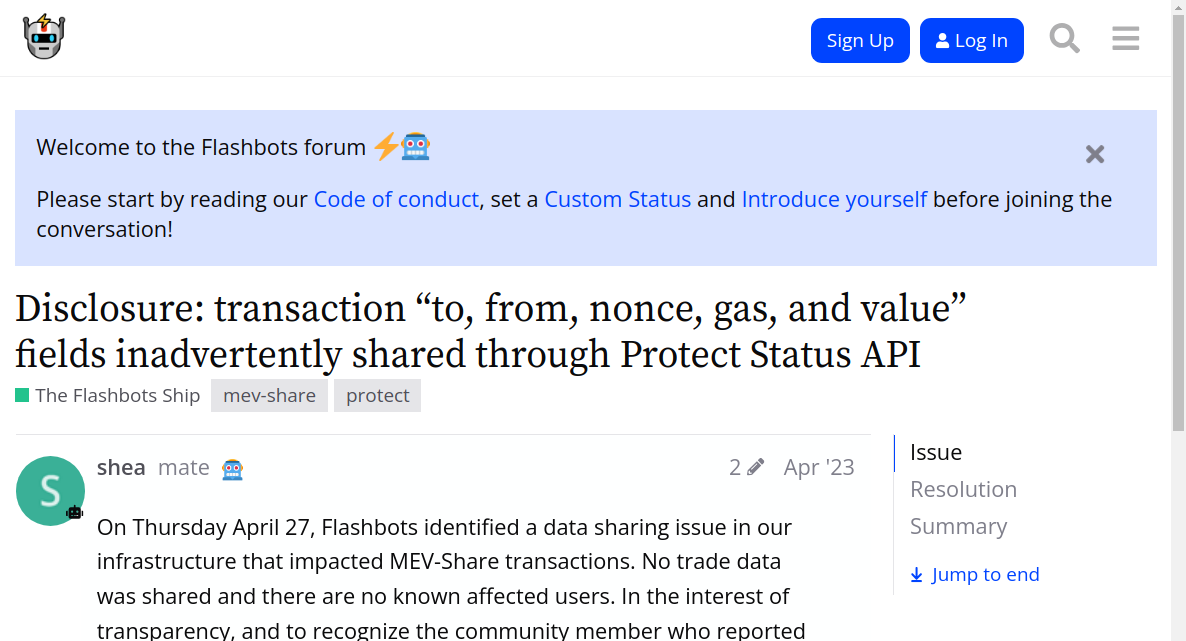 Sign Up
Log In
Welcome to the Flashbots forum
Please start by reading our Code of conduct, set a Custom Status and Introduce yourself before joining the
conversation!
Disclosure: transaction “to, from, nonce, gas, and value”
fields inadvertently shared through Protect Status API
The Flashbots Ship
mev-share
protect
S
shea mate
2
Apr '23
On Thursday April 27, Flashbots identified a data sharing issue in our
infrastructure that impacted MEV-Share transactions. No trade data
was shared and there are no known affected users. In the interest of
transparency, and to recognize the community member who reported
Issue
Resolution
Summary
Jump to end